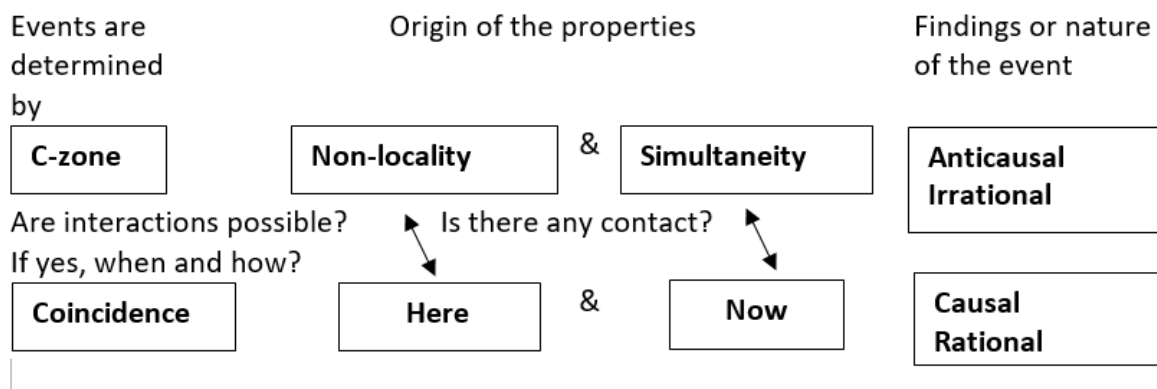 Events are
determined
by
Origin of the properties
Findings or nature
of the event
C-zone
Non-locality
&
Simultaneity
Anticausal
Irrational
Are interactions possible?
If yes, when and how?
Is there any contact?
Coincidence
Here
&
Now
Causal
Rational